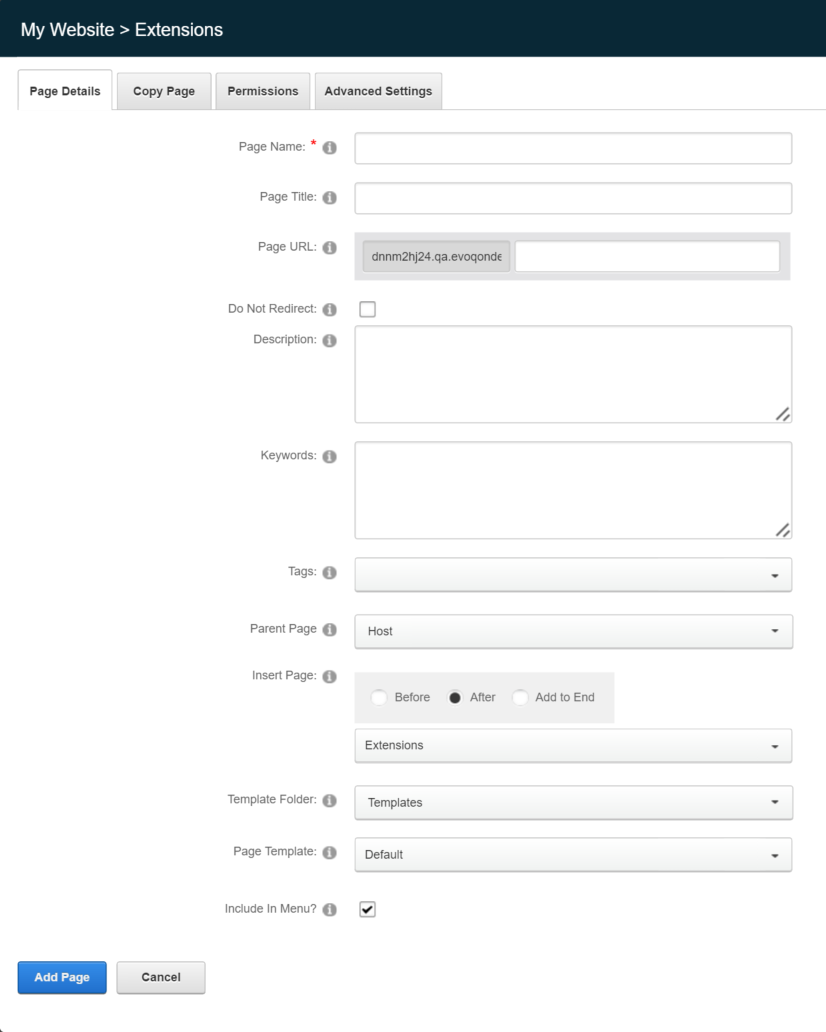 My Website > Extensions
Page Details Copy Page Permissions Advanced Settings
Page Name: *
Page Title:
Page URL: dnnm2hj24.qa.evoqonde
Do Not Redirect:
Description:
Keywords:
Tags:
Parent Page Host
Insert Page: Before After Add to End
Extensions
Template Folder: Templates
Page Template: Default
Include In Menu?
Add Page Cancel